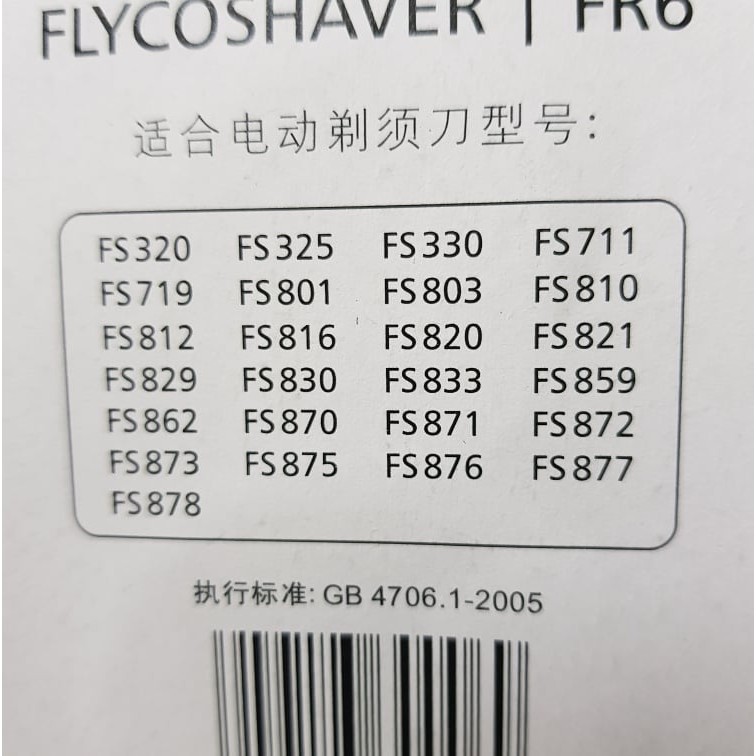 FLYCOSHAVER | FR6
适合电动剃须刀型号:
FS320 FS325 FS330 FS711
FS719 FS801 FS803 FS810
FS812 FS816 FS820 FS821
FS829 FS830 FS833 FS859
FS862 FS870 FS871 FS872
FS873 FS875 FS876 FS877
FS878
执行标准: GB 4706.1-2005